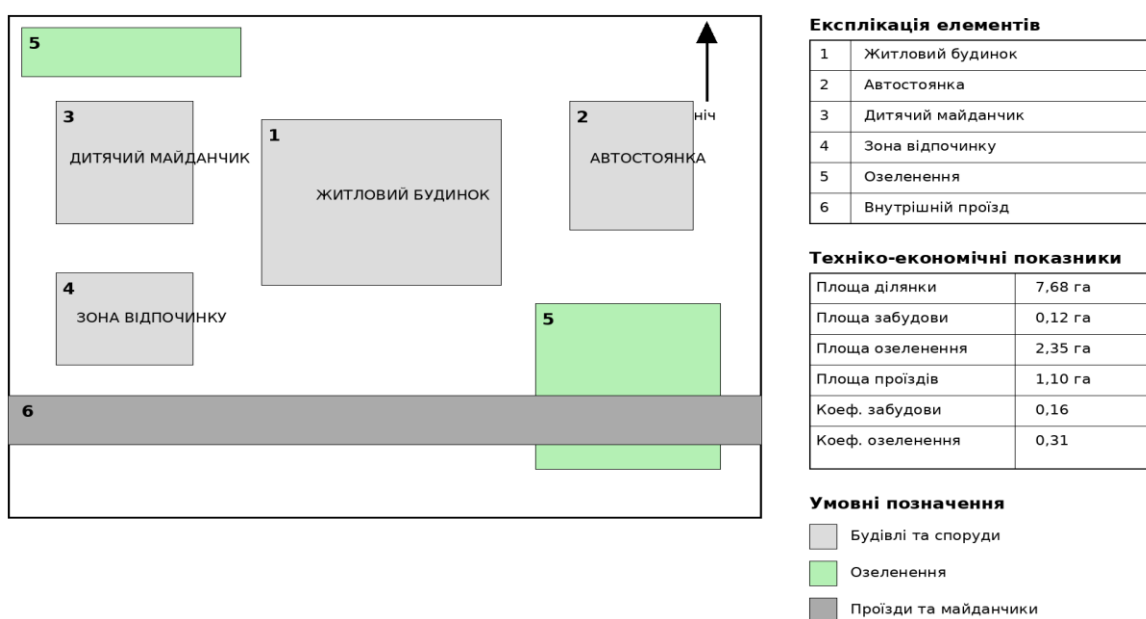 5
3
ДИТЯЧИЙ МАЙДАНЧИК
1
ЖИТЛОВИЙ БУДИНОК
2
АВТОСТОЯНКА
ніч
4
ЗОНА ВІДПОЧИНКУ
5
6
Експлікація елементів
1 Житловий будинок
2 Автостоянка
3 Дитячий майданчик
4 Зона відпочинку
5 Озеленення
6 Внутрішній проїзд
Техніко-економічні показники
Площа ділянки 7,68 га
Площа забудови 0,12 га
Площа озеленення 2,35 га
Площа проїздів 1,10 га
Коеф. забудови 0,16
Коеф. озеленення 0,31
Умовні позначення
Будівлі та споруди
Озеленення
Проїзди та майданчики